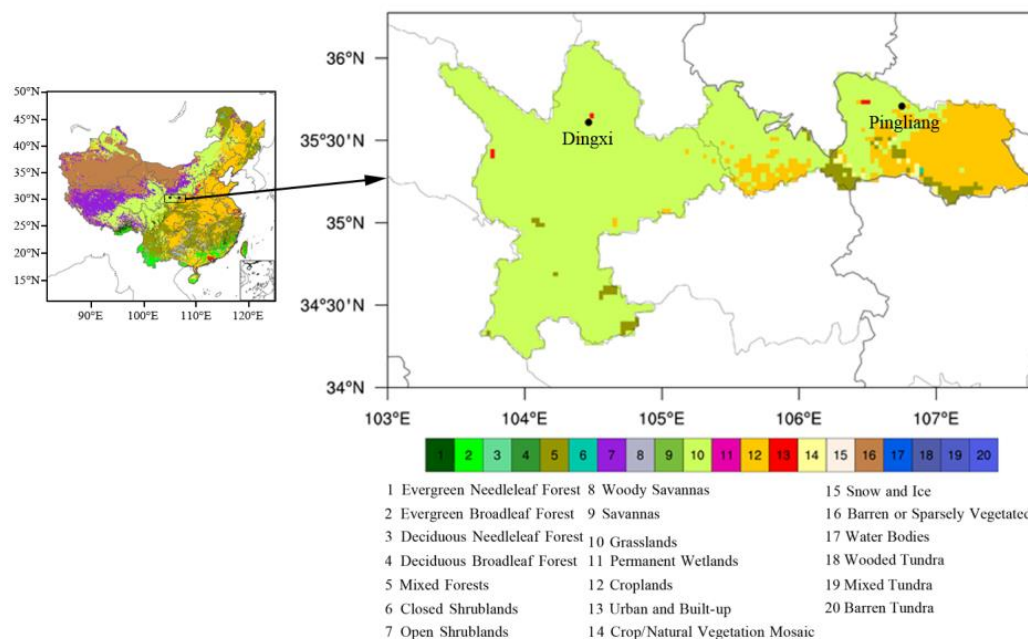 50°N
45°N
40°N
35°N
30°N
25°N
20°N
15°N
90°E 100°E 110°E 120°E
36°N
35°30'N
35°N
34°30'N
34°N
103°E 104°E 105°E 106°E 107°E
Dingxi
Pingliang
1 2 3 4 5 6 7 8 9 10 11 12 13 14 15 16 17 18 19 20
1 Evergreen Needleleaf Forest
2 Evergreen Broadleaf Forest
3 Deciduous Needleleaf Forest
4 Deciduous Broadleaf Forest
5 Mixed Forests
6 Closed Shrublands
7 Open Shrublands
8 Woody Savannas
9 Savannas
10 Grasslands
11 Permanent Wetlands
12 Croplands
13 Urban and Built-up
14 Crop/Natural Vegetation Mosaic
15 Snow and Ice
16 Barren or Sparsely Vegetated
17 Water Bodies
18 Wooded Tundra
19 Mixed Tundra
20 Barren Tundra